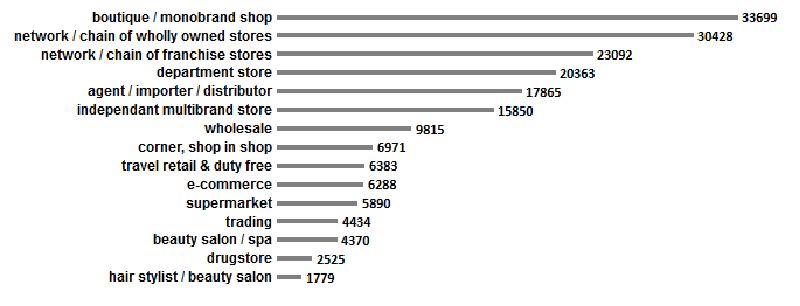 boutique / monobrand shop 33699
network / chain of wholly owned stores 30428
network / chain of franchise stores 23092
department store 20363
agent / importer / distributor 17865
independant multibrand store 15850
wholesale 9815
corner, shop in shop 6971
travel retail & duty free 6383
e-commerce 6288
supermarket 5890
trading 4434
beauty salon / spa 4370
drugstore 2525
hair stylist / beauty salon 1779